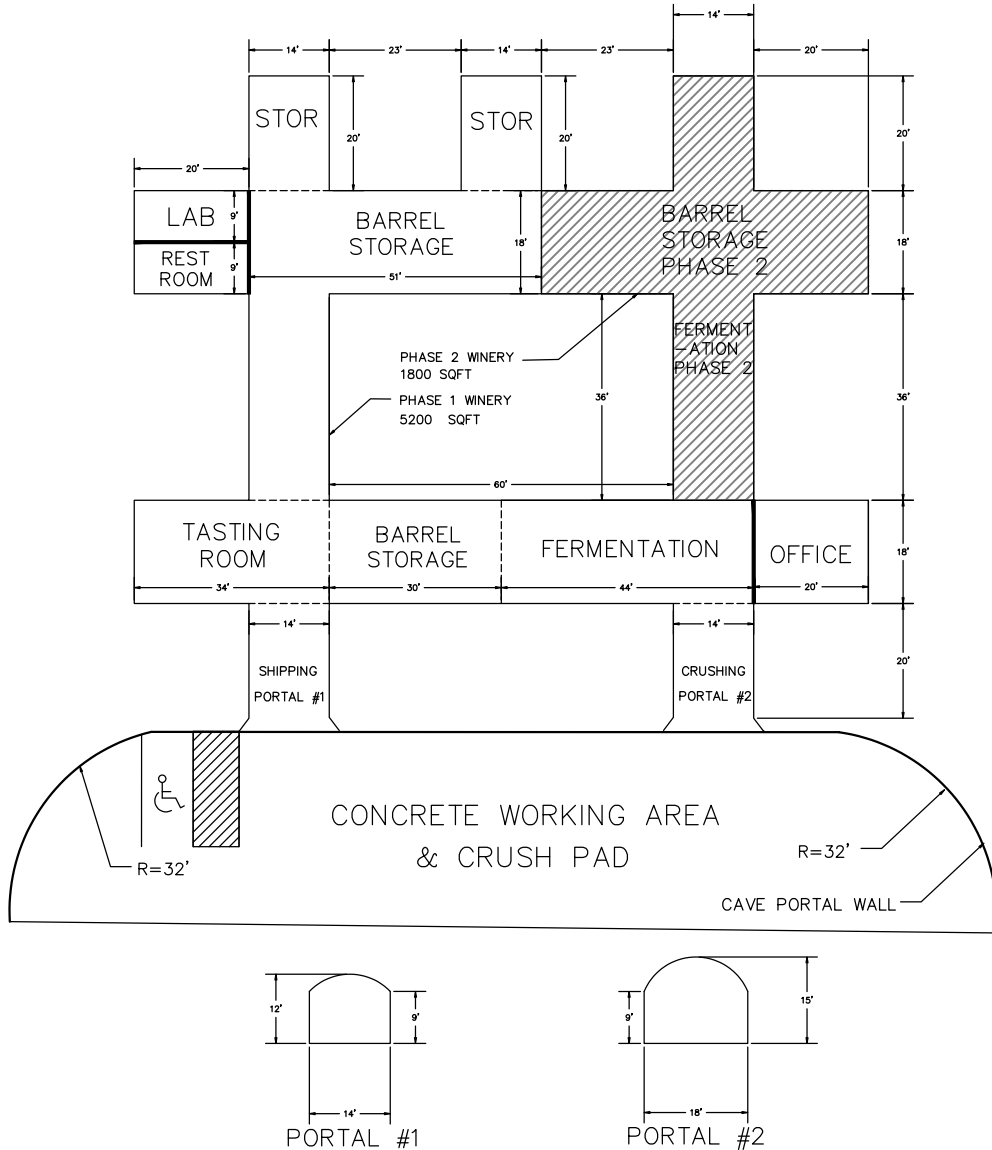 14'
14' 23' 14' 23' 20'
STOR
STOR
20' 20' 20'
20'
LAB
9'
REST
ROOM
9'
BARREL
STORAGE
18'
51'
BARREL
STORAGE
PHASE 2
18'
FERMENT
-ATION
PHASE 2
PHASE 2 WINERY
1800 SQFT
PHASE 1 WINERY
5200 SQFT
36' 36'
60'
TASTING
ROOM
BARREL
STORAGE
FERMENTATION
OFFICE
18'
34' 30' 44' 20'
14' 14'
SHIPPING
PORTAL #1
CRUSHING
PORTAL #2
20'
CONCRETE WORKING AREA
& CRUSH PAD
R=32'
R=32'
CAVE PORTAL WALL
12' 9'
14'
PORTAL #1
9' 15'
18'
PORTAL #2